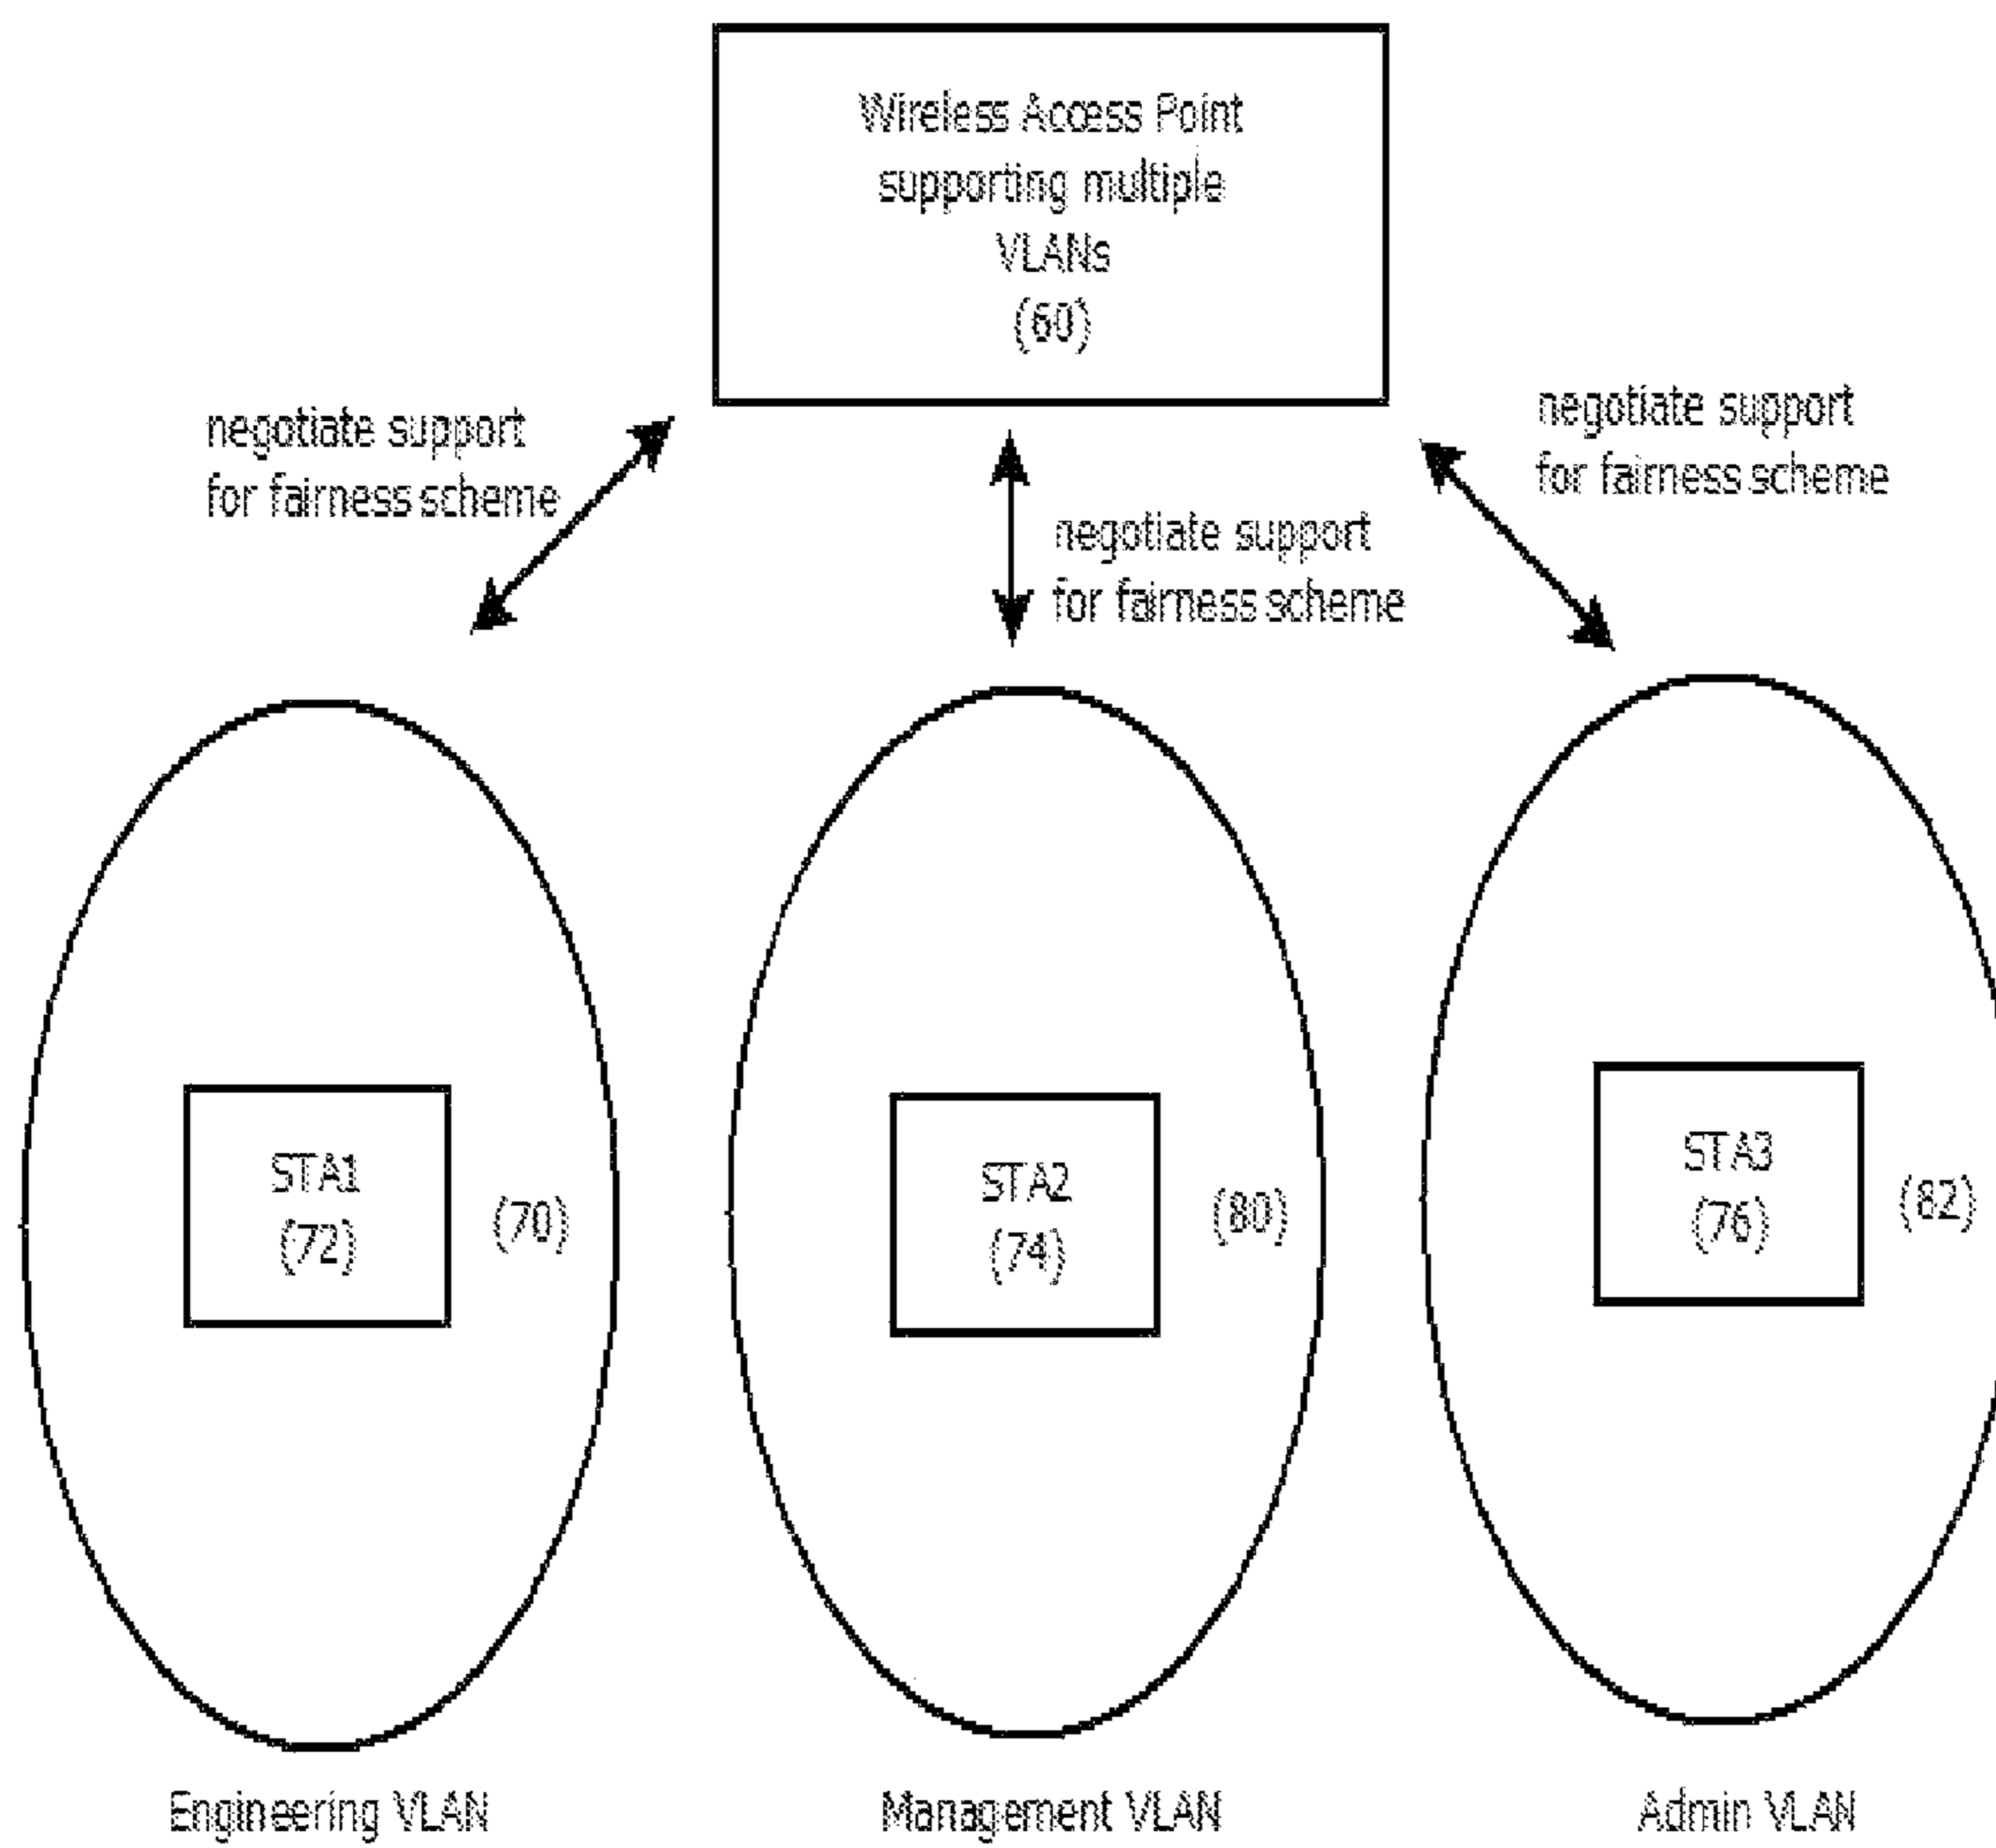 Wireless Access Point
supporting multiple
VLANs
(60)
negotiate support
for fairness scheme
negotiate support
for fairness scheme
negotiate support
for fairness scheme
STA1
(72)
(70)
STA2
(74)
(80)
STA3
(76)
(82)
Engineering VLAN
Management VLAN
Admin VLAN